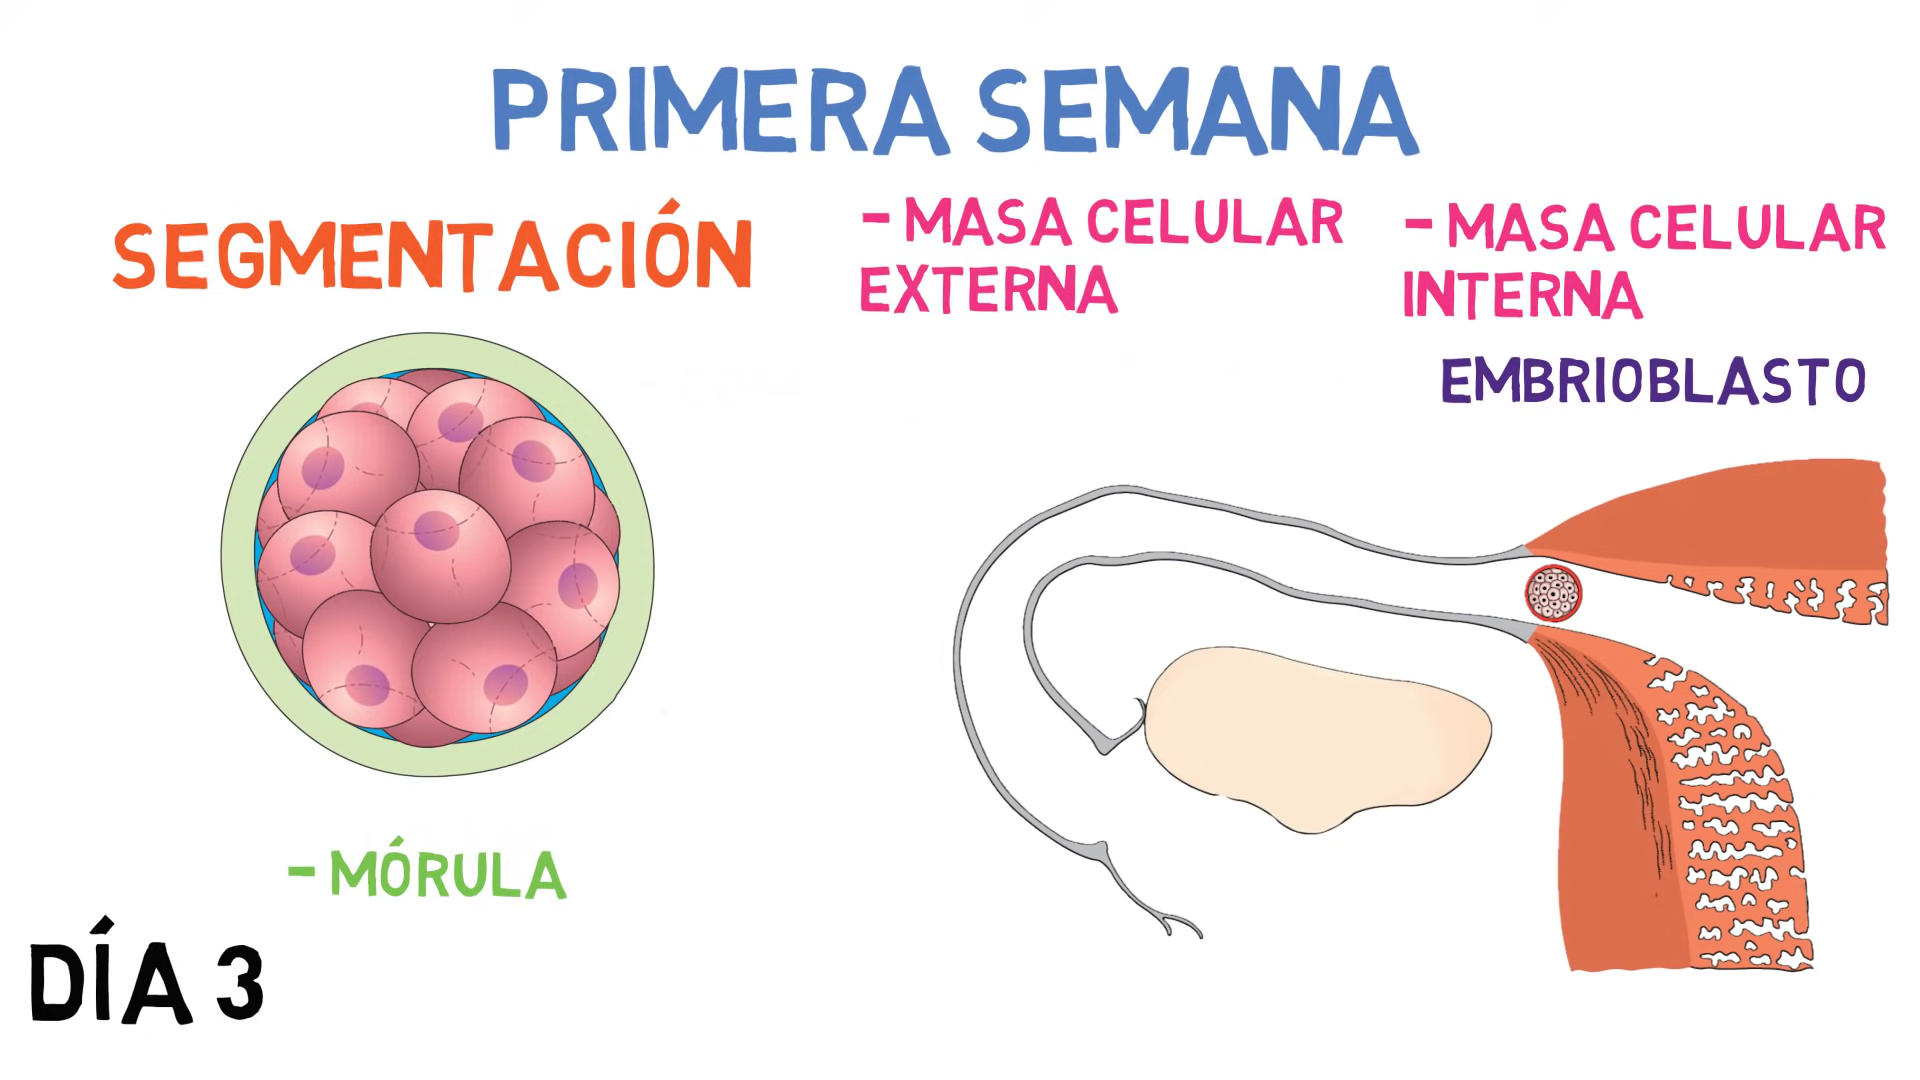 PRIMERA SEMANA
SEGMENTACIÓN
- MASA CELULAR
EXTERNA
- MASA CELULAR
INTERNA
EMBRIOBLASTO
- MÓRULA
DÍA 3